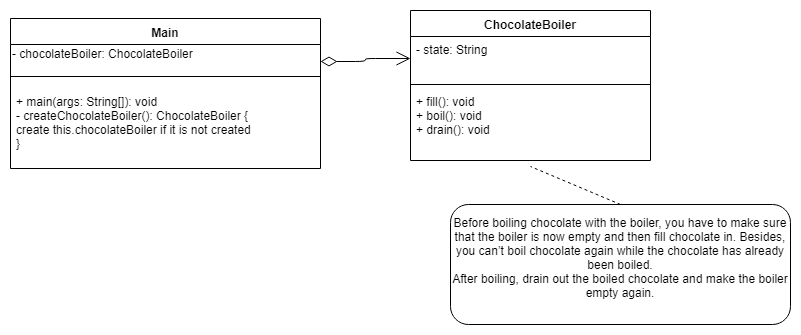 Main
- chocolateBoiler: ChocolateBoiler
+ main(args: String[]): void
- createChocolateBoiler(): ChocolateBoiler {
create this.chocolateBoiler if it is not created
}
ChocolateBoiler
- state: String
+ fill(): void
+ boil(): void
+ drain(): void
Before boiling chocolate with the boiler, you have to make sure
that the boiler is now empty and then fill chocolate in. Besides,
you can't boil chocolate again while the chocolate has already
been boiled.
After boiling, drain out the boiled chocolate and make the boiler
empty again.